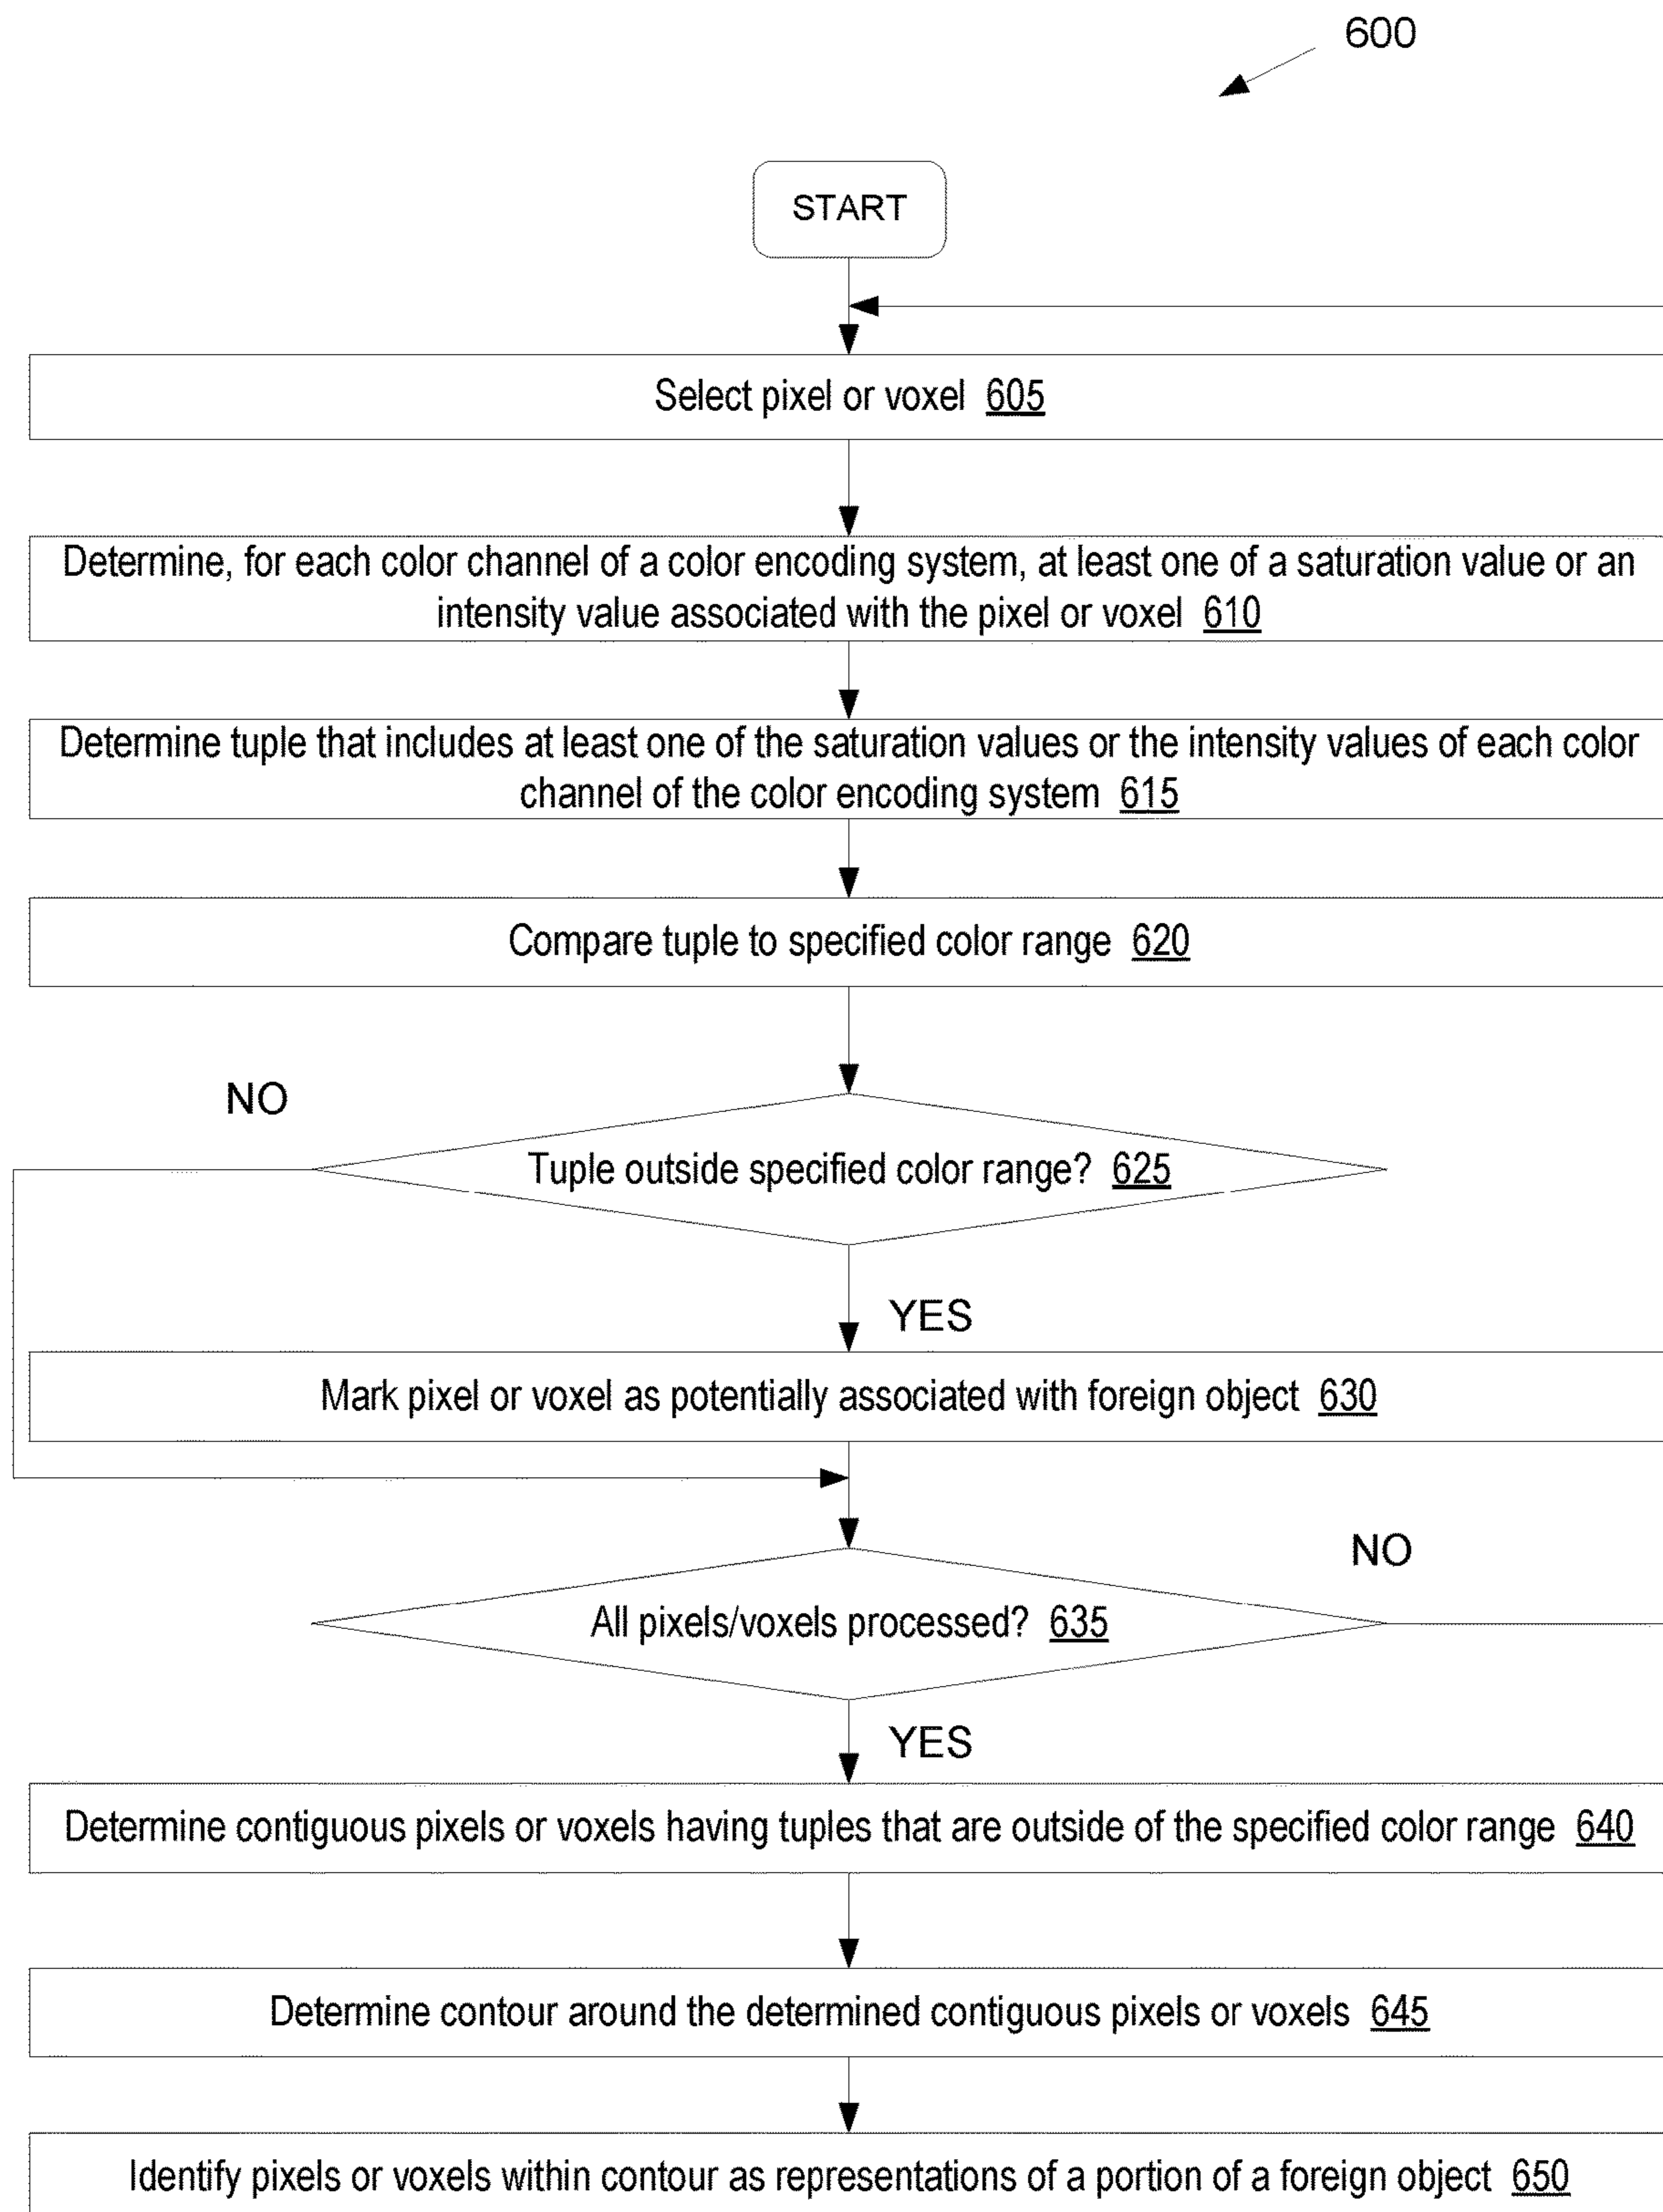 600
START
Select pixel or voxel 605
Determine, for each color channel of a color encoding system, at least one of a saturation value or an
intensity value associated with the pixel or voxel 610
Determine tuple that includes at least one of the saturation values or the intensity values of each color
channel of the color encoding system 615
Compare tuple to specified color range 620
NO
Tuple outside specified color range? 625
YES
Mark pixel or voxel as potentially associated with foreign object 630
NO
All pixels/voxels processed? 635
YES
Determine contiguous pixels or voxels having tuples that are outside of the specified color range 640
Determine contour around the determined contiguous pixels or voxels 645
Identify pixels or voxels within contour as representations of a portion of a foreign object 650